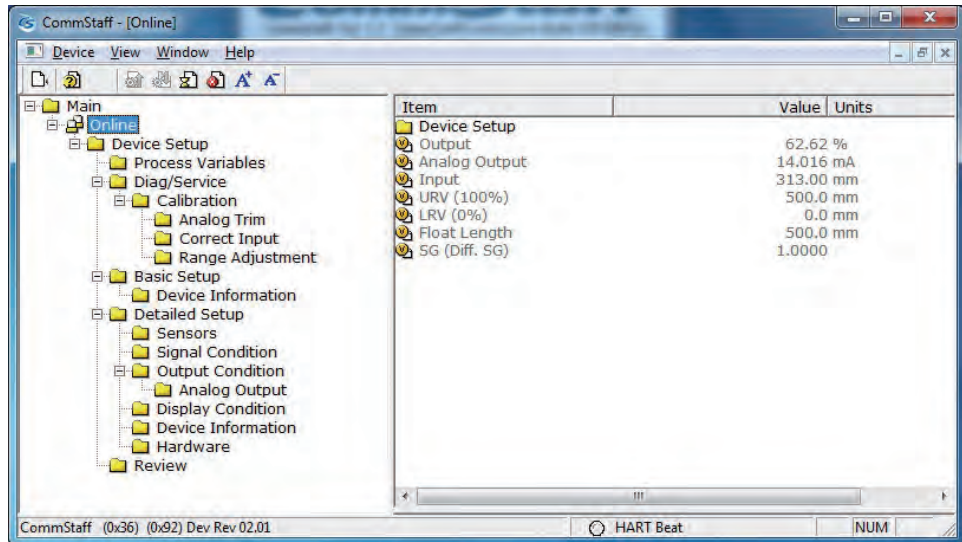 CommStaff - [Online]
Device View Window Help
A+ A-
Main
Online
Device Setup
Process Variables
Diag/Service
Calibration
Analog Trim
Correct Input
Range Adjustment
Basic Setup
Device Information
Detailed Setup
Sensors
Signal Condition
Output Condition
Analog Output
Display Condition
Device Information
Hardware
Review
Item Value Units
Device Setup
Output 62.62 %
Analog Output 14.016 mA
Input 313.00 mm
URV (100%) 500.0 mm
LRV (0%) 0.0 mm
Float Length 500.0 mm
SG (Diff. SG) 1.0000
CommStaff (0x36) (0x92) Dev Rev 02.01 HART Beat NUM